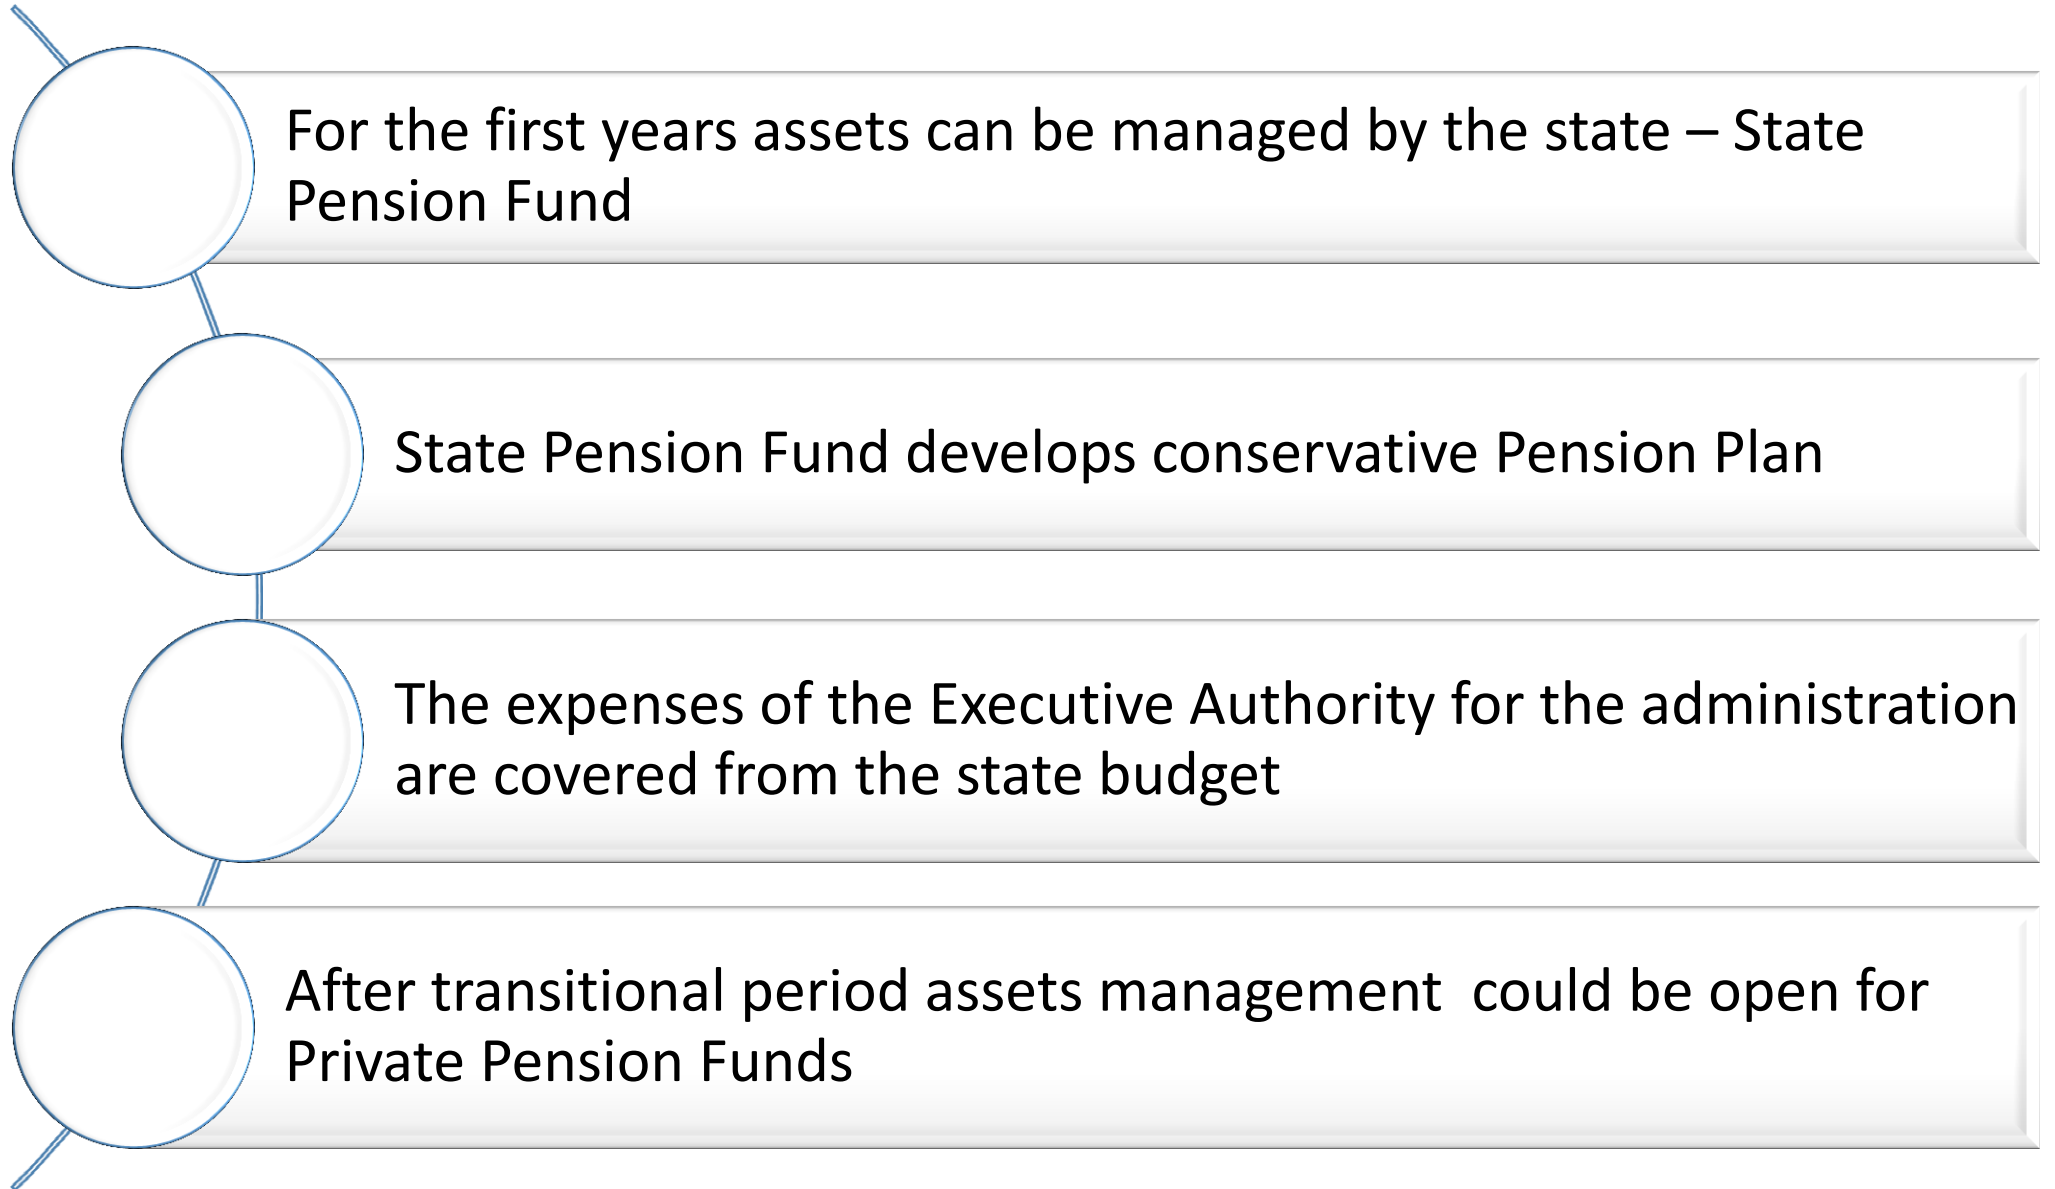 For the first years assets can be managed by the state – State
Pension Fund
State Pension Fund develops conservative Pension Plan
The expenses of the Executive Authority for the administration
are covered from the state budget
After transitional period assets management  could be open for
Private Pension Funds